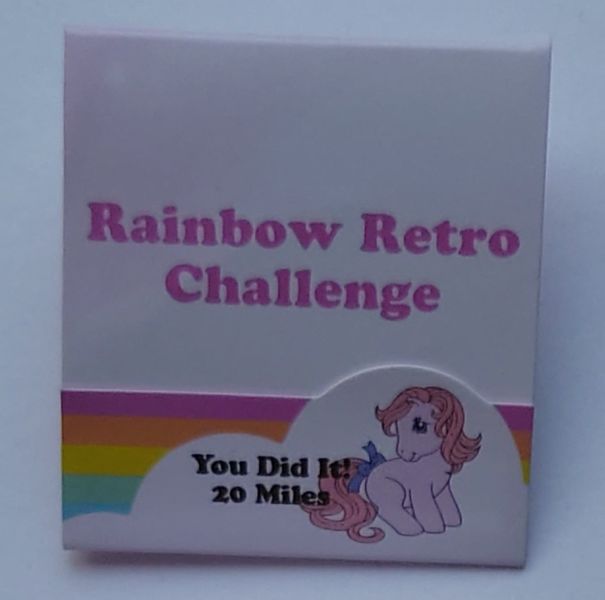 Rainbow Retro
Challenge
You Did It!
20 Miles